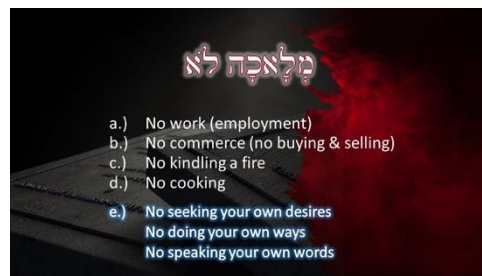 מְלָאכָה לֹא
a.) No work (employment)
b.) No commerce (no buying & selling)
c.) No kindling a fire
d.) No cooking
e.) No seeking your own desires
No doing your own ways
No speaking your own words